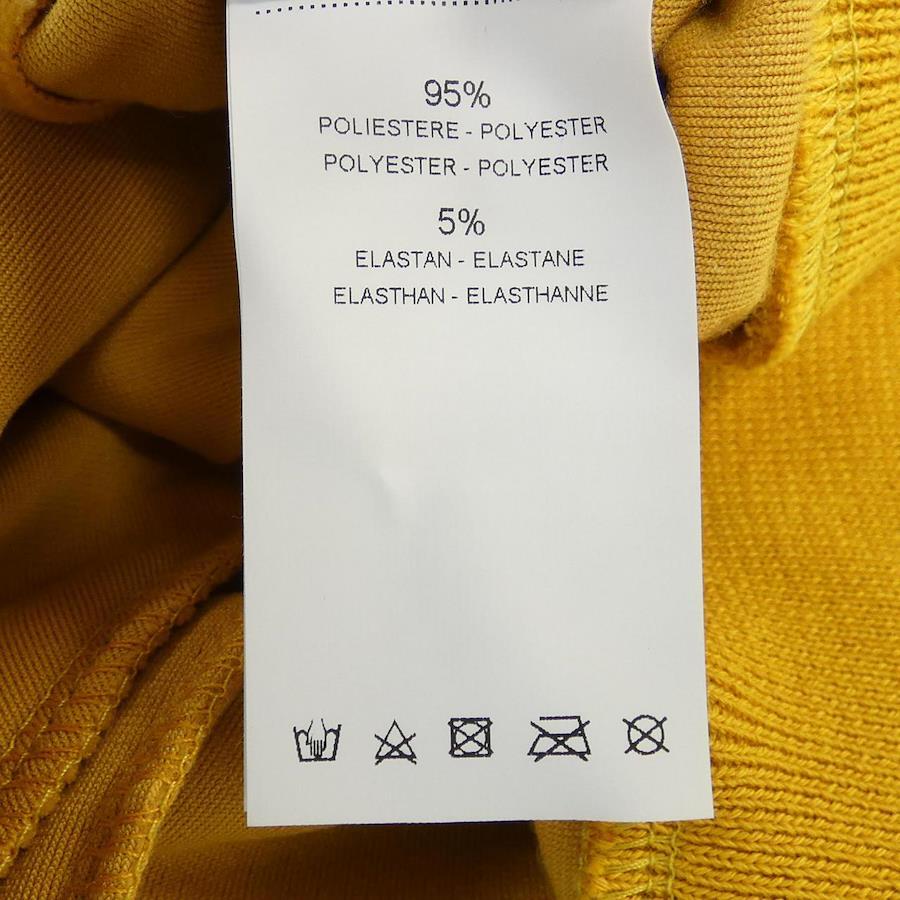 95%
POLIESTERE - POLYESTER
POLYESTER - POLYESTER
5%
ELASTAN - ELASTANE
ELASTHAN - ELASTHANNE